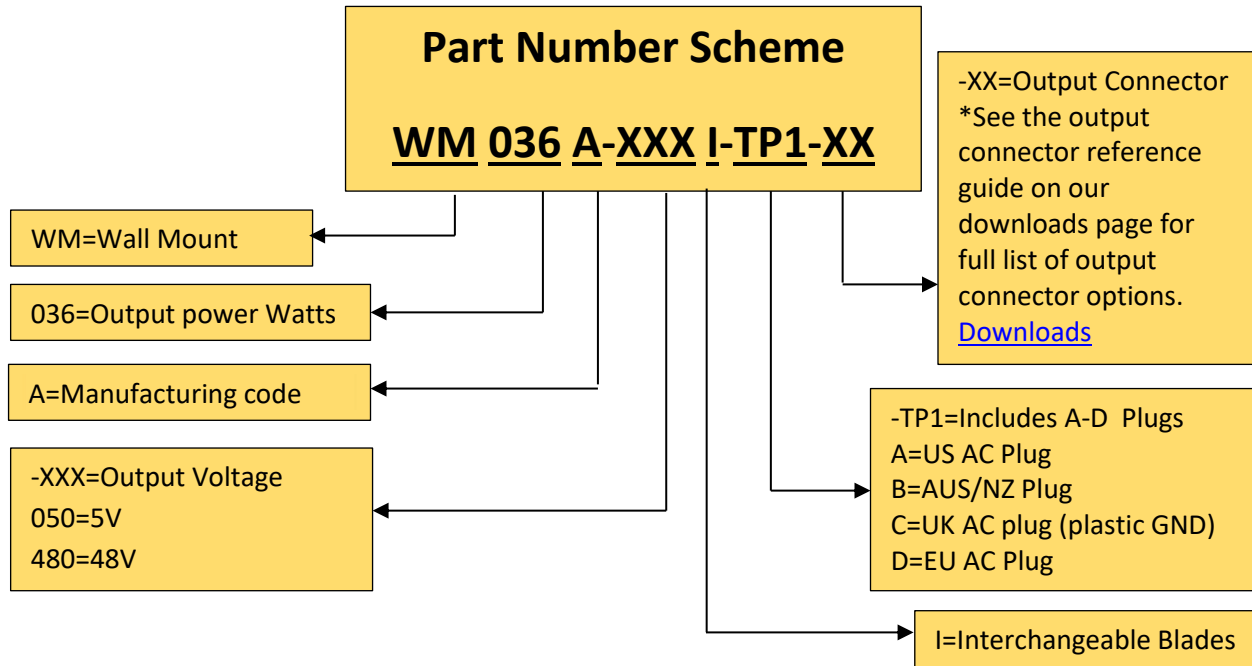 Part Number Scheme
WM 036 A-XXX I-TP1-XX
WM=Wall Mount
036=Output power Watts
A=Manufacturing code
-XXX=Output Voltage
050=5V
480=48V
-XX=Output Connector
*See the output
connector reference
guide on our
downloads page for
full list of output
connector options.
Downloads
-TP1=Includes A-D  Plugs
A=US AC Plug
B=AUS/NZ Plug
C=UK AC plug (plastic GND)
D=EU AC Plug
I=Interchangeable Blades